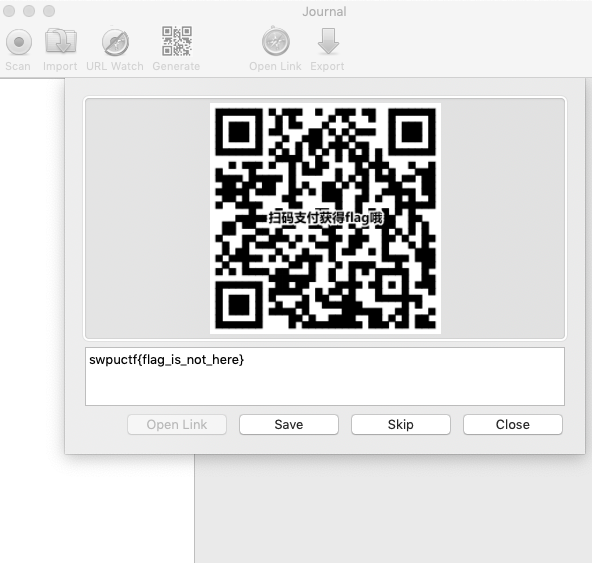 Journal
Scan Import URL Watch Generate Open Link Export
扫码支付获得flag哦
swpuctf{flag_is_not_here}
Open Link Save Skip Close